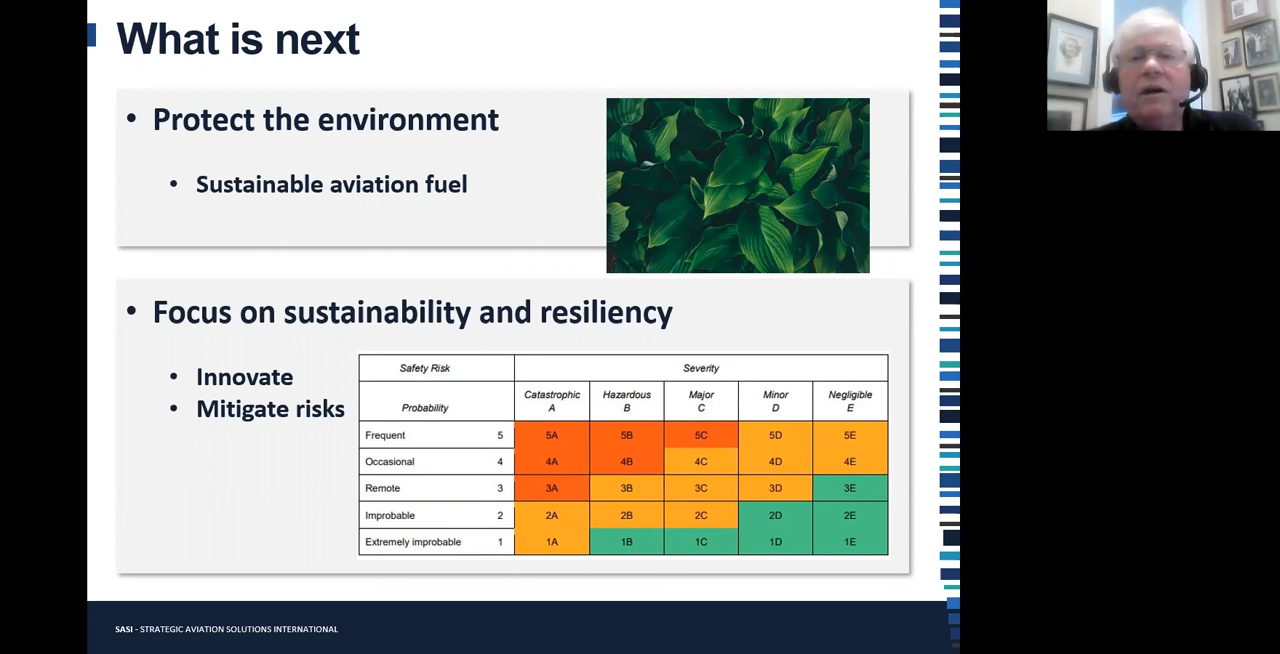 What is next
• Protect the environment
• Sustainable aviation fuel
• Focus on sustainability and resiliency
• Innovate
• Mitigate risks
Safety Risk Severity
Probability Catastrophic A Hazardous B Major C Minor D Negligible E
Frequent 5 5A 5B 5C 5D 5E
Occasional 4 4A 4B 4C 4D 4E
Remote 3 3A 3B 3C 3D 3E
Improbable 2 2A 2B 2C 2D 2E
Extremely improbable 1 1A 1B 1C 1D 1E
SASI - STRATEGIC AVIATION SOLUTIONS INTERNATIONAL